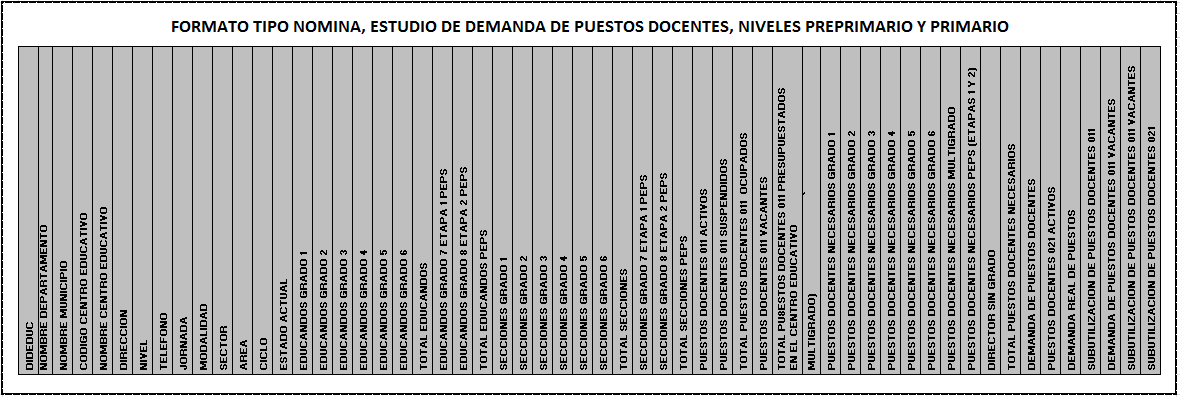 FORMATO TIPO NOMINA, ESTUDIO DE DEMANDA DE PUESTOS DOCENTES, NIVELES PREPRIMARIO Y PRIMARIO
DIDEDUC
NOMBRE DEPARTAMENTO
NOMBRE MUNICIPIO
CODIGO CENTRO EDUCATIVO
NOMBRE CENTRO EDUCATIVO
DIRECCION
NIVEL
TELEFONO
JORNADA
MODALIDAD
SECTOR
AREA
CICLO
ESTADO ACTUAL
EDUCANDOS GRADO 1
EDUCANDOS GRADO 2
EDUCANDOS GRADO 3
EDUCANDOS GRADO 4
EDUCANDOS GRADO 5
EDUCANDOS GRADO 6
TOTAL EDUCANDOS
EDUCANDOS GRADO 7 ETAPA 1 PEPS
EDUCANDOS GRADO 8 ETAPA 2 PEPS
TOTAL EDUCANDOS PEPS
SECCIONES GRADO 1
SECCIONES GRADO 2
SECCIONES GRADO 3
SECCIONES GRADO 4
SECCIONES GRADO 5
SECCIONES GRADO 6
TOTAL SECCIONES
SECCIONES GRADO 7 ETAPA 1 PEPS
SECCIONES GRADO 8 ETAPA 2 PEPS
TOTAL SECCIONES PEPS
PUESTOS DOCENTES 011 ACTIVOS
PUESTOS DOCENTES 011 SUSPENDIDOS
TOTAL PUESTOS DOCENTES 011 OCUPADOS
PUESTOS DOCENTES 011 VACANTES
TOTAL PU8ESTOS DOCENTES 011 PRESUPUESTADOS
EN EL CENTRO EDUCATIVO
MULTIGRADO)
PUESTOS DOCENTES NECESARIOS GRADO 1
PUESTOS DOCENTES NECESARIOS GRADO 2
PUESTOS DOCENTES NECESARIOS GRADO 3
PUESTOS DOCENTES NECESARIOS GRADO 4
PUESTOS DOCENTES NECESARIOS GRADO 5
PUESTOS DOCENTES NECESARIOS GRADO 6
PUESTOS DOCENTES NECESARIOS MULTIGRADO
PUESTOS DOCENTES NECESARIOS PEPS (ETAPAS 1 Y 2)
DIRECTOR SIN GRADO
TOTAL PUESTOS DOCENTES NECESARIOS
DEMANDA DE PUESTOS DOCENTES
PUESTOS DOCENTES 021 ACTIVOS
DEMANDA REAL DE PUESTOS
SUBUTILIZACION DE PUESTOS DOCENTES 011
DEMANDA DE PUESTOS DOCENTES 011 VACANTES
SUBUTILIZACION DE PUESTOS DOCENTES 011 VACANTES
SUBUTILIZACION DE PUESTOS DOCENTES 021